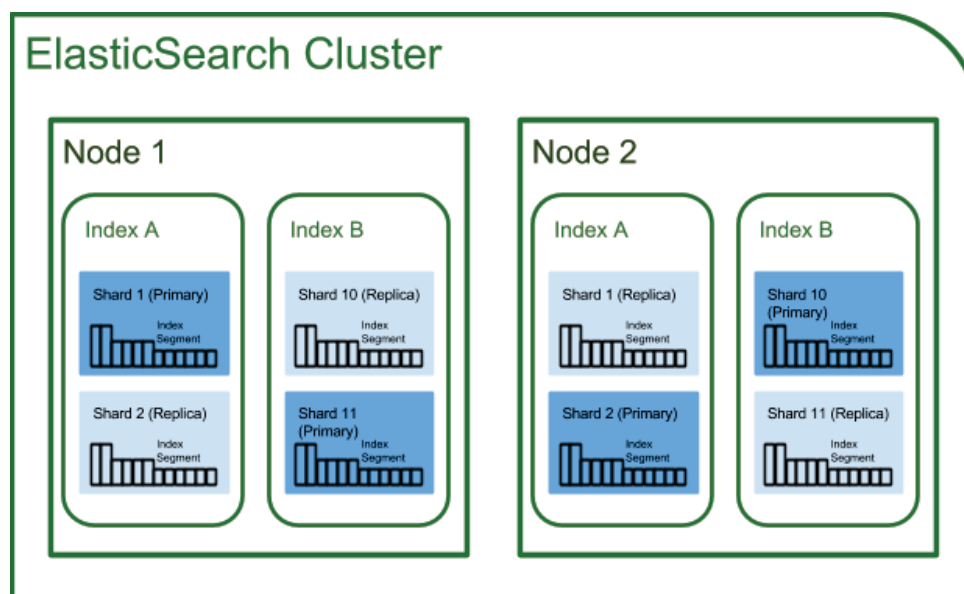 ElasticSearch Cluster
Node 1
Index A
Shard 1 (Primary)
Index
Segment
Shard 2 (Replica)
Index
Segment
Index B
Shard 10 (Replica)
Index
Segment
Shard 11
(Primary)
Index
Segment
Node 2
Index A
Shard 1 (Replica)
Index
Segment
Shard 2 (Primary)
Index
Segment
Index B
Shard 10
(Primary)
Index
Segment
Shard 11 (Replica)
Index
Segment